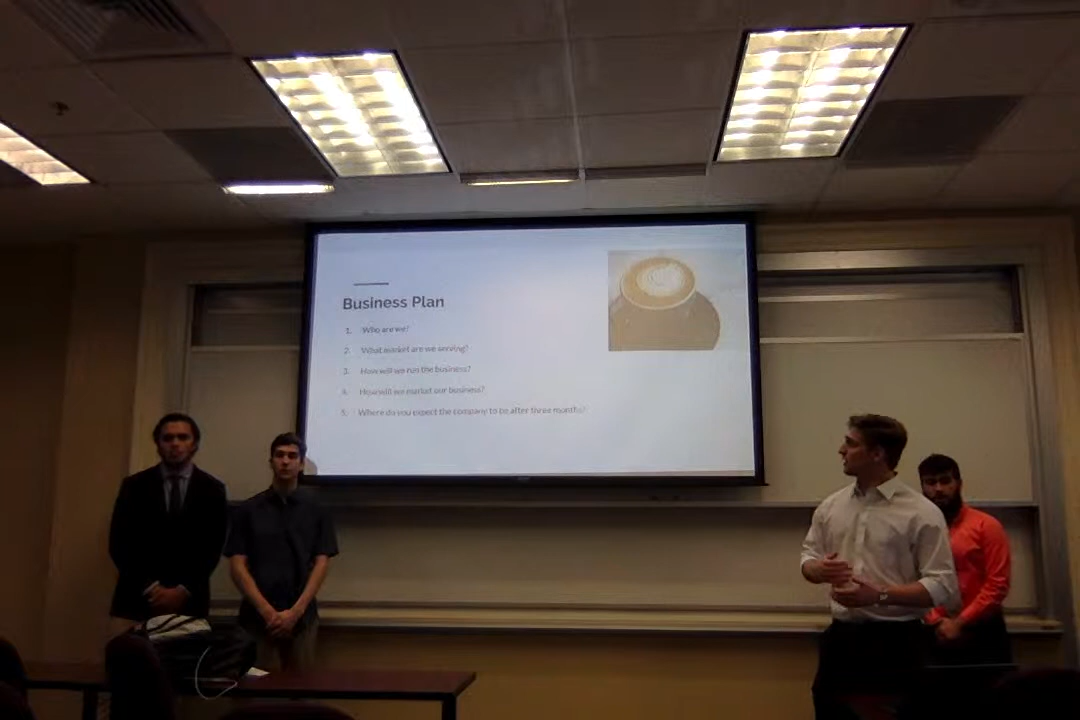 Business Plan
1. Who are we?
2. What market are we serving?
3. How will we run the business?
4. How will we market our business?
5. Where do you expect the company to be after three months?